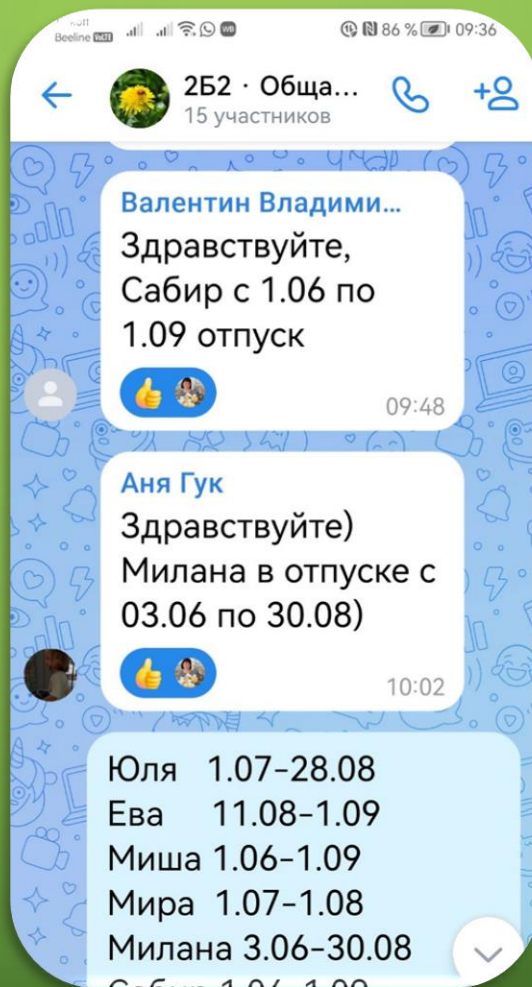 Beeline VoLTE WB 86 % 09:36
2Б2 · Обща...
15 участников
Валентин Владими...
Здравствуйте,
Сабир с 1.06 по
1.09 отпуск
09:48
Аня Гук
Здравствуйте)
Милана в отпуске с
03.06 по 30.08)
10:02
Юля 1.07-28.08
Ева 11.08-1.09
Миша 1.06-1.09
Мира 1.07-1.08
Милана 3.06-30.08